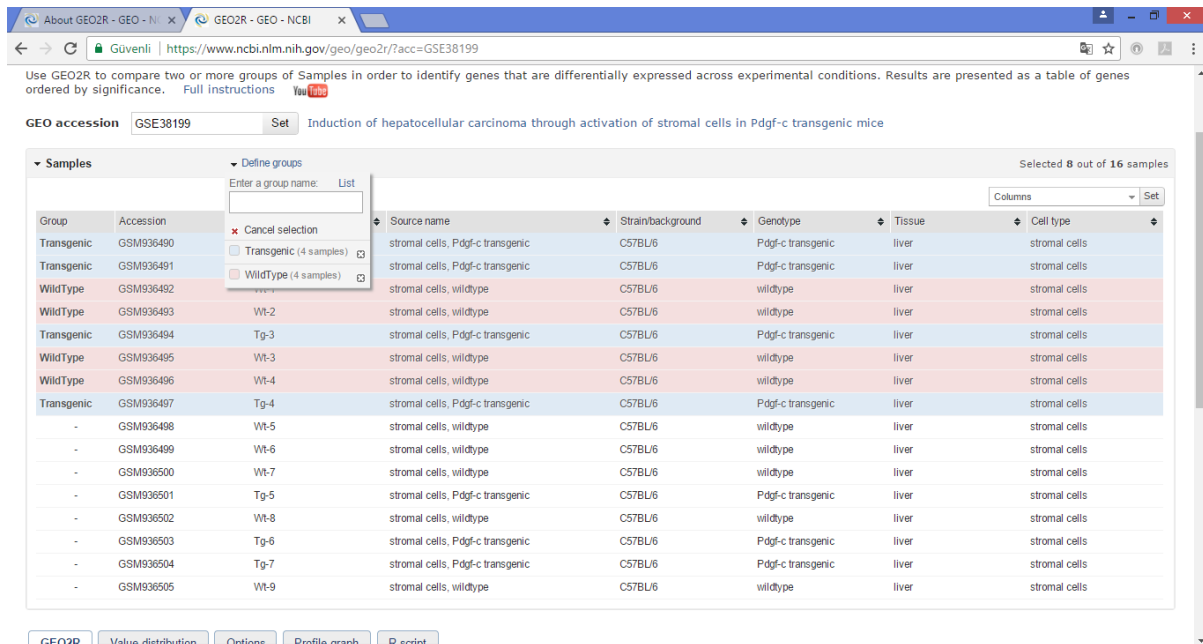 About GEO2R - GEO - N
GEO2R - GEO - NCBI
Güvenli | https://www.ncbi.nlm.nih.gov/geo/geo2r/?acc=GSE38199
Use GEO2R to compare two or more groups of Samples in order to identify genes that are differentially expressed across experimental conditions. Results are presented as a table of genes
ordered by significance. Full instructions YouTube
GEO accession GSE38199 Set Induction of hepatocellular carcinoma through activation of stromal cells in Pdgf-c transgenic mice
Samples Define groups Selected 8 out of 16 samples
Enter a group name: List
Columns Set
Cancel selection
Transgenic (4 samples)
WildType (4 samples)
Group Accession Source name Strain/background Genotype Tissue Cell type
Transgenic GSM936490 stromal cells, Pdgf-c transgenic C57BL/6 Pdgf-c transgenic liver stromal cells
Transgenic GSM936491 stromal cells, Pdgf-c transgenic C57BL/6 Pdgf-c transgenic liver stromal cells
WildType GSM936492 stromal cells, wildtype C57BL/6 wildtype liver stromal cells
WildType GSM936493 Wt-2 stromal cells, wildtype C57BL/6 wildtype liver stromal cells
Transgenic GSM936494 Tg-3 stromal cells, Pdgf-c transgenic C57BL/6 Pdgf-c transgenic liver stromal cells
WildType GSM936495 Wt-3 stromal cells, wildtype C57BL/6 wildtype liver stromal cells
WildType GSM936496 Wt-4 stromal cells, wildtype C57BL/6 wildtype liver stromal cells
Transgenic GSM936497 Tg-4 stromal cells, Pdgf-c transgenic C57BL/6 Pdgf-c transgenic liver stromal cells
- GSM936498 Wt-5 stromal cells, wildtype C57BL/6 wildtype liver stromal cells
- GSM936499 Wt-6 stromal cells, wildtype C57BL/6 wildtype liver stromal cells
- GSM936500 Wt-7 stromal cells, wildtype C57BL/6 wildtype liver stromal cells
- GSM936501 Tg-5 stromal cells, Pdgf-c transgenic C57BL/6 Pdgf-c transgenic liver stromal cells
- GSM936502 Wt-8 stromal cells, wildtype C57BL/6 wildtype liver stromal cells
- GSM936503 Tg-6 stromal cells, Pdgf-c transgenic C57BL/6 Pdgf-c transgenic liver stromal cells
- GSM936504 Tg-7 stromal cells, Pdgf-c transgenic C57BL/6 Pdgf-c transgenic liver stromal cells
- GSM936505 Wt-9 stromal cells, wildtype C57BL/6 wildtype liver stromal cells
GEO2R Value distribution Options Profile graph R script